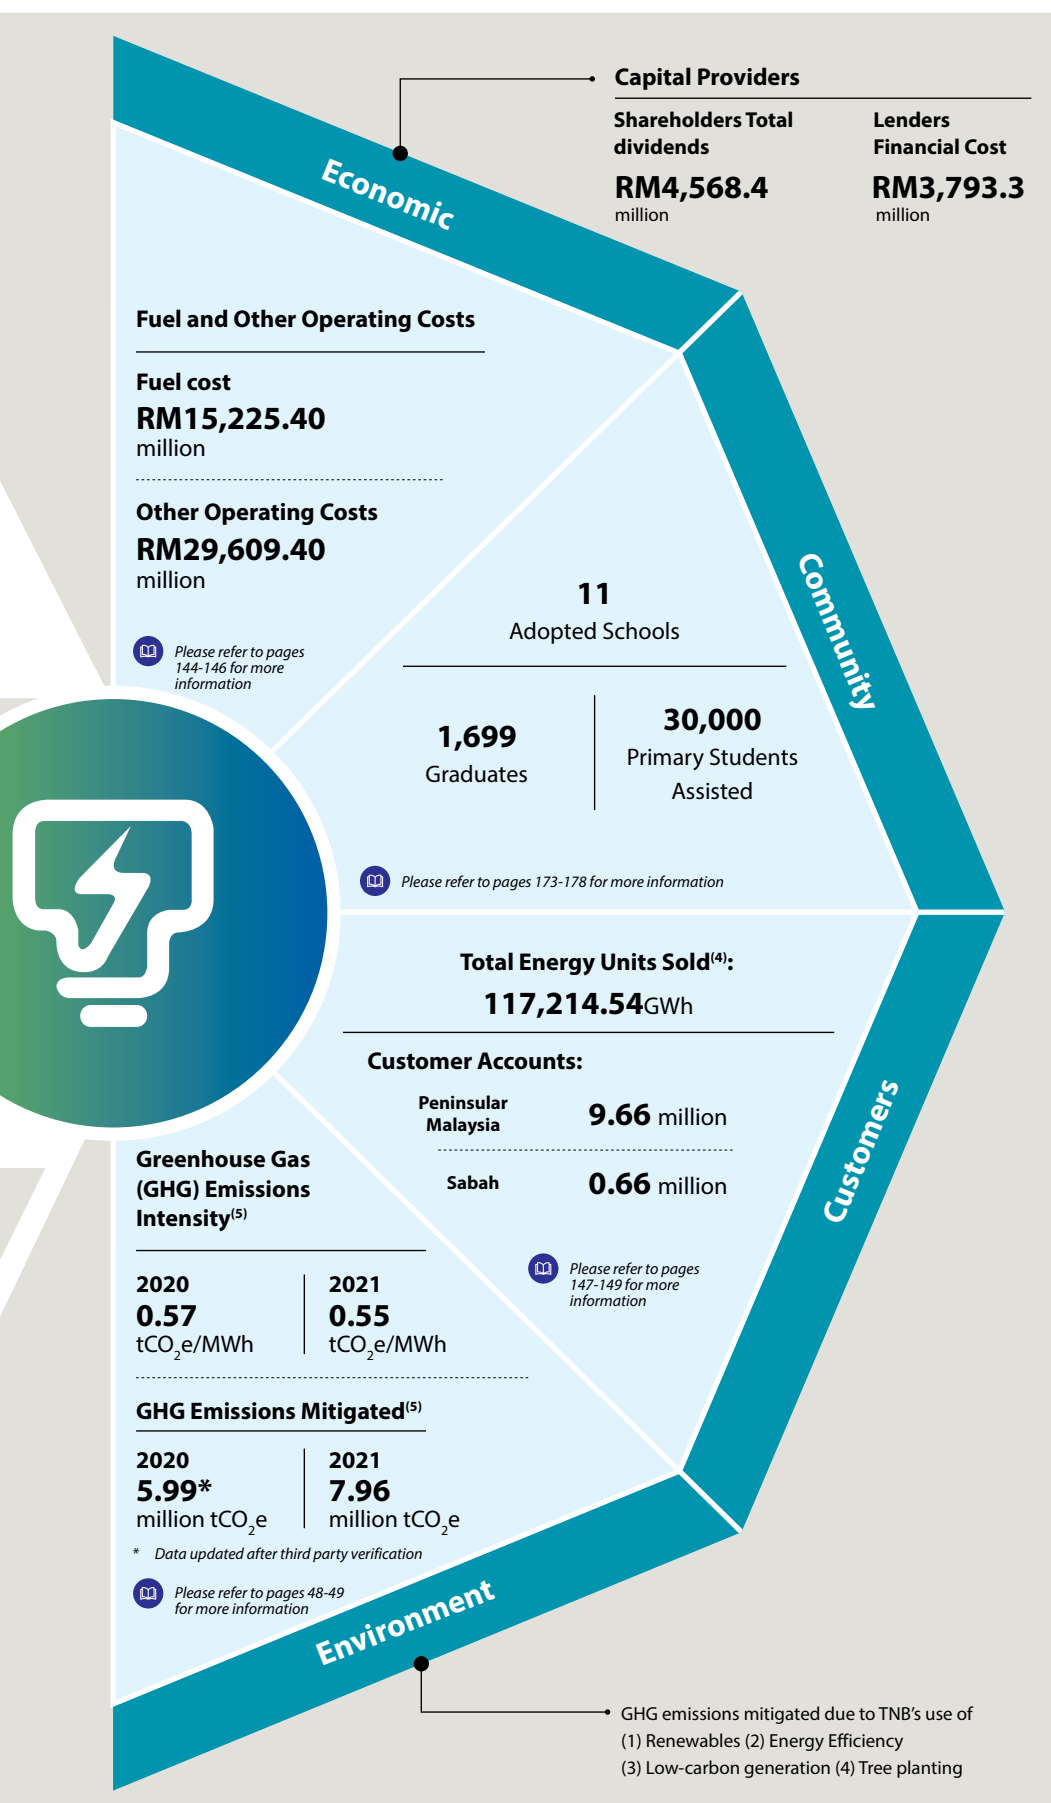 Capital Providers
Shareholders Total
dividends
RM4,568.4
million
Lenders
Financial Cost
RM3,793.3
million
Economic
Fuel and Other Operating Costs
Fuel cost
RM15,225.40
million
Other Operating Costs
RM29,609.40
million
Please refer to pages
144-146 for more
information
Community
11
Adopted Schools
1,699
Graduates
30,000
Primary Students
Assisted
Please refer to pages 173-178 for more information
Total Energy Units Sold(4):
117,214.54GWh
Customer Accounts:
Peninsular
Malaysia
9.66 million
Sabah
0.66 million
Please refer to pages
147-149 for more
information
Customers
Greenhouse Gas
(GHG) Emissions
Intensity(5)
2020
0.57
tCO2e/MWh
2021
0.55
tCO2e/MWh
GHG Emissions Mitigated(5)
2020
5.99*
million tCO2e
2021
7.96
million tCO2e
* Data updated after third party verification
Please refer to pages 48-49
for more information
Environment
GHG emissions mitigated due to TNB's use of
(1) Renewables (2) Energy Efficiency
(3) Low-carbon generation (4) Tree planting